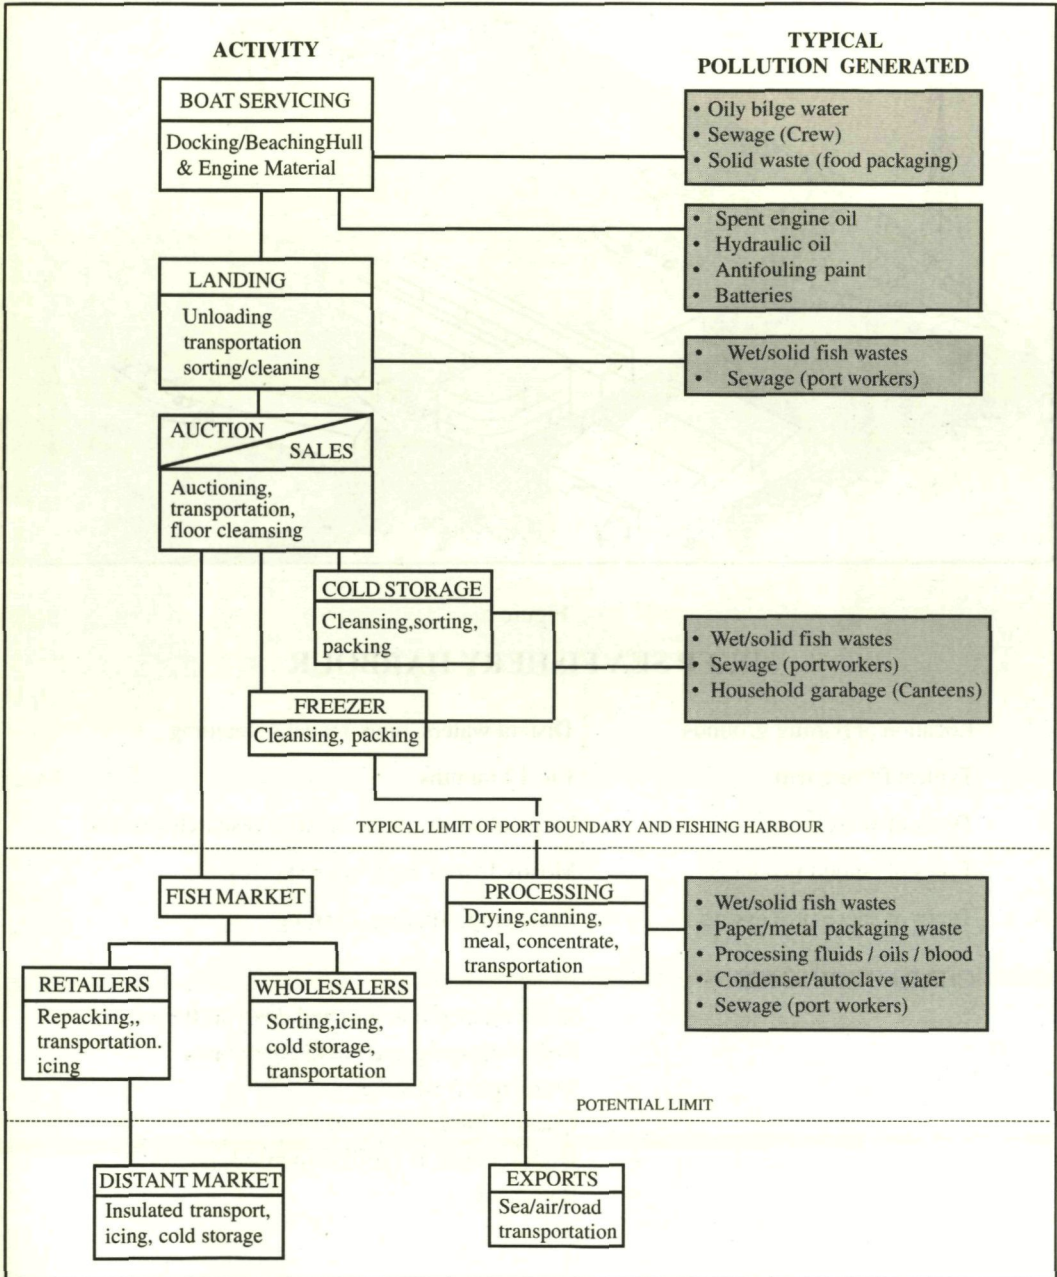 ACTIVITY
TYPICAL
POLLUTION GENERATED
BOAT SERVICING
Docking/BeachingHull
& Engine Material
• Oily bilge water
• Sewage (Crew)
• Solid waste (food packaging)
• Spent engine oil
• Hydraulic oil
• Antifouling paint
• Batteries
LANDING
Unloading
transportation
sorting/cleaning
• Wet/solid fish wastes
• Sewage (port workers)
AUCTION
SALES
Auctioning,
transportation,
floor cleamsing
COLD STORAGE
Cleansing,sorting,
packing
• Wet/solid fish wastes
• Sewage (portworkers)
• Household garabage (Canteens)
FREEZER
Cleansing, packing
TYPICAL LIMIT OF PORT BOUNDARY AND FISHING HARBOUR
FISH MARKET
PROCESSING
Drying,canning,
meal, concentrate,
transportation
• Wet/solid fish wastes
• Paper/metal packaging waste
• Processing fluids / oils / blood
• Condenser/autoclave water
• Sewage (port workers)
RETAILERS
Repacking,,
transportation.
icing
WHOLESALERS
Sorting,icing,
cold storage,
transportation
POTENTIAL LIMIT
DISTANT MARKET
Insulated transport,
icing, cold storage
EXPORTS
Sea/air/road
transportation